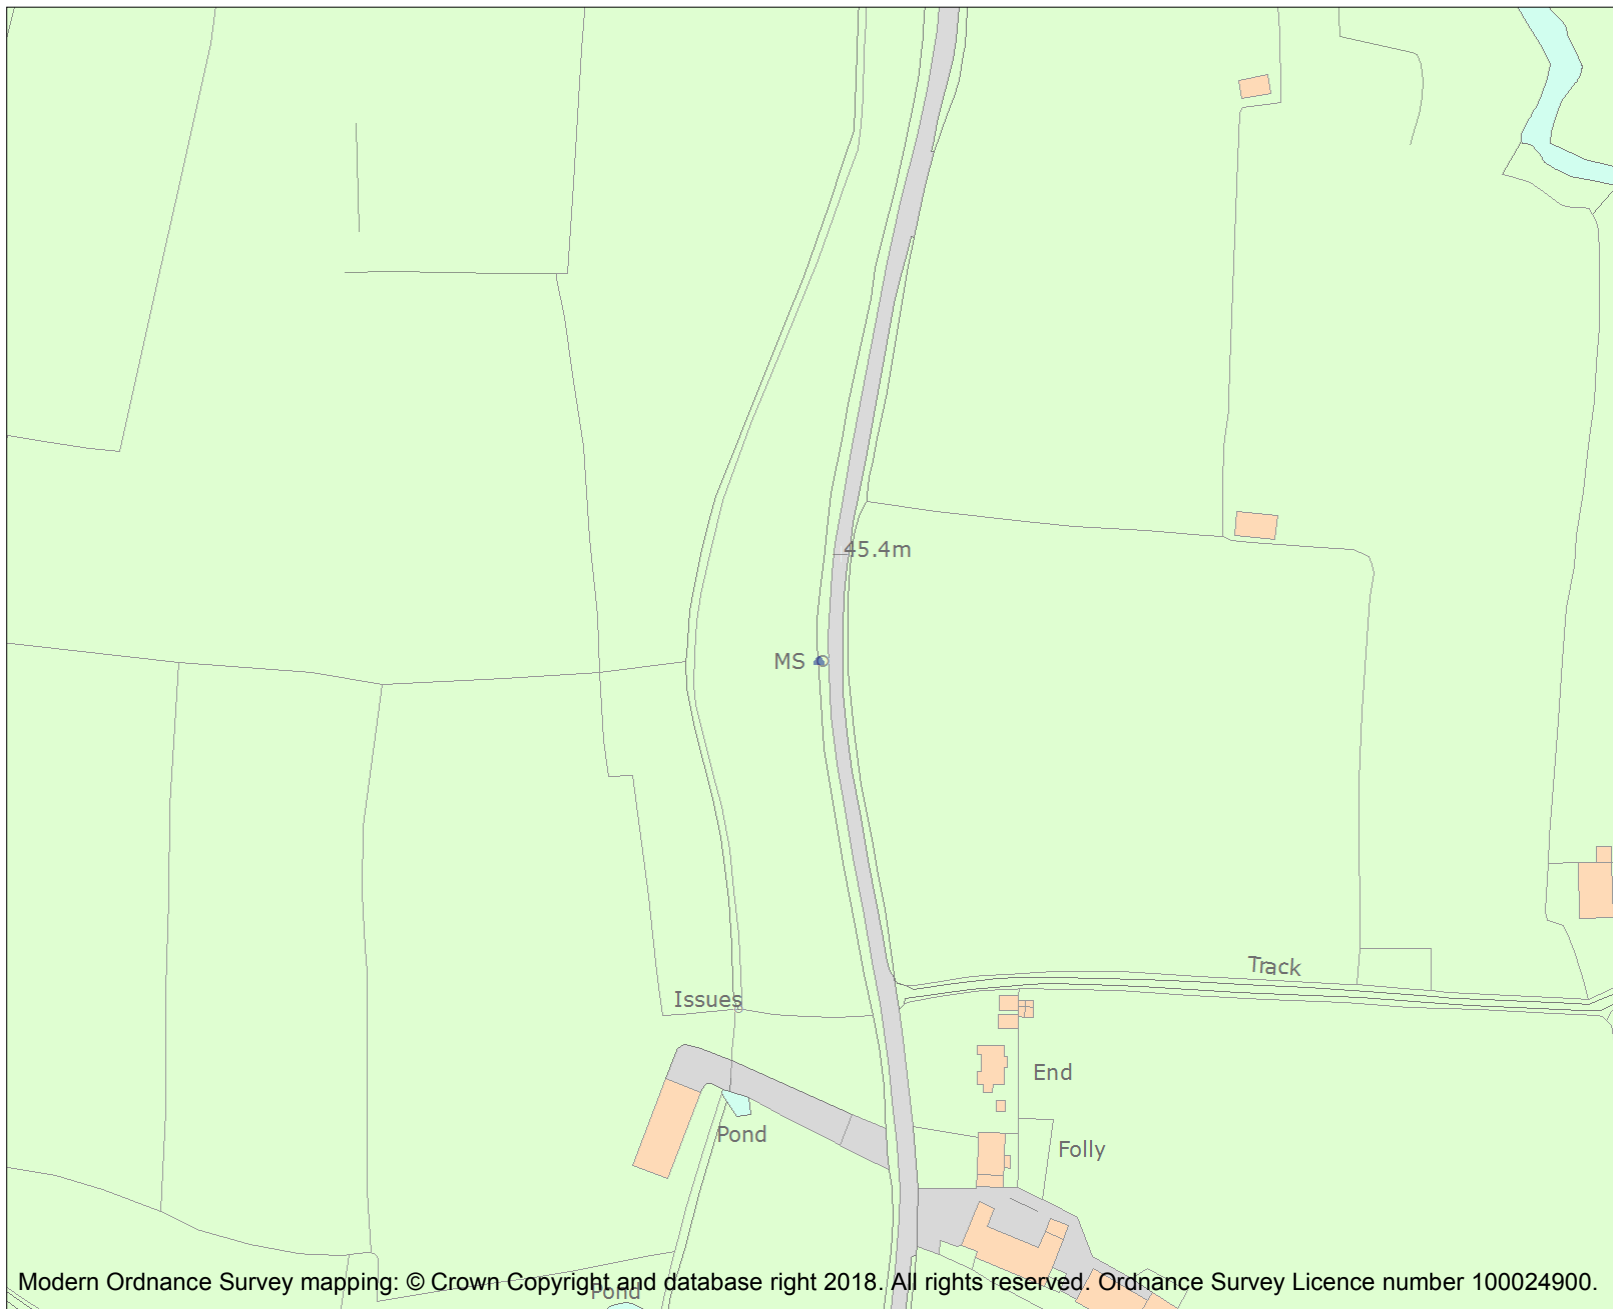 45.4m
MS
Track
Issues
End
Pond
Folly
Modern Ordnance Survey mapping: © Crown Copyright and database right 2018. All rights reserved. Ordnance Survey Licence number 100024900.
Pond